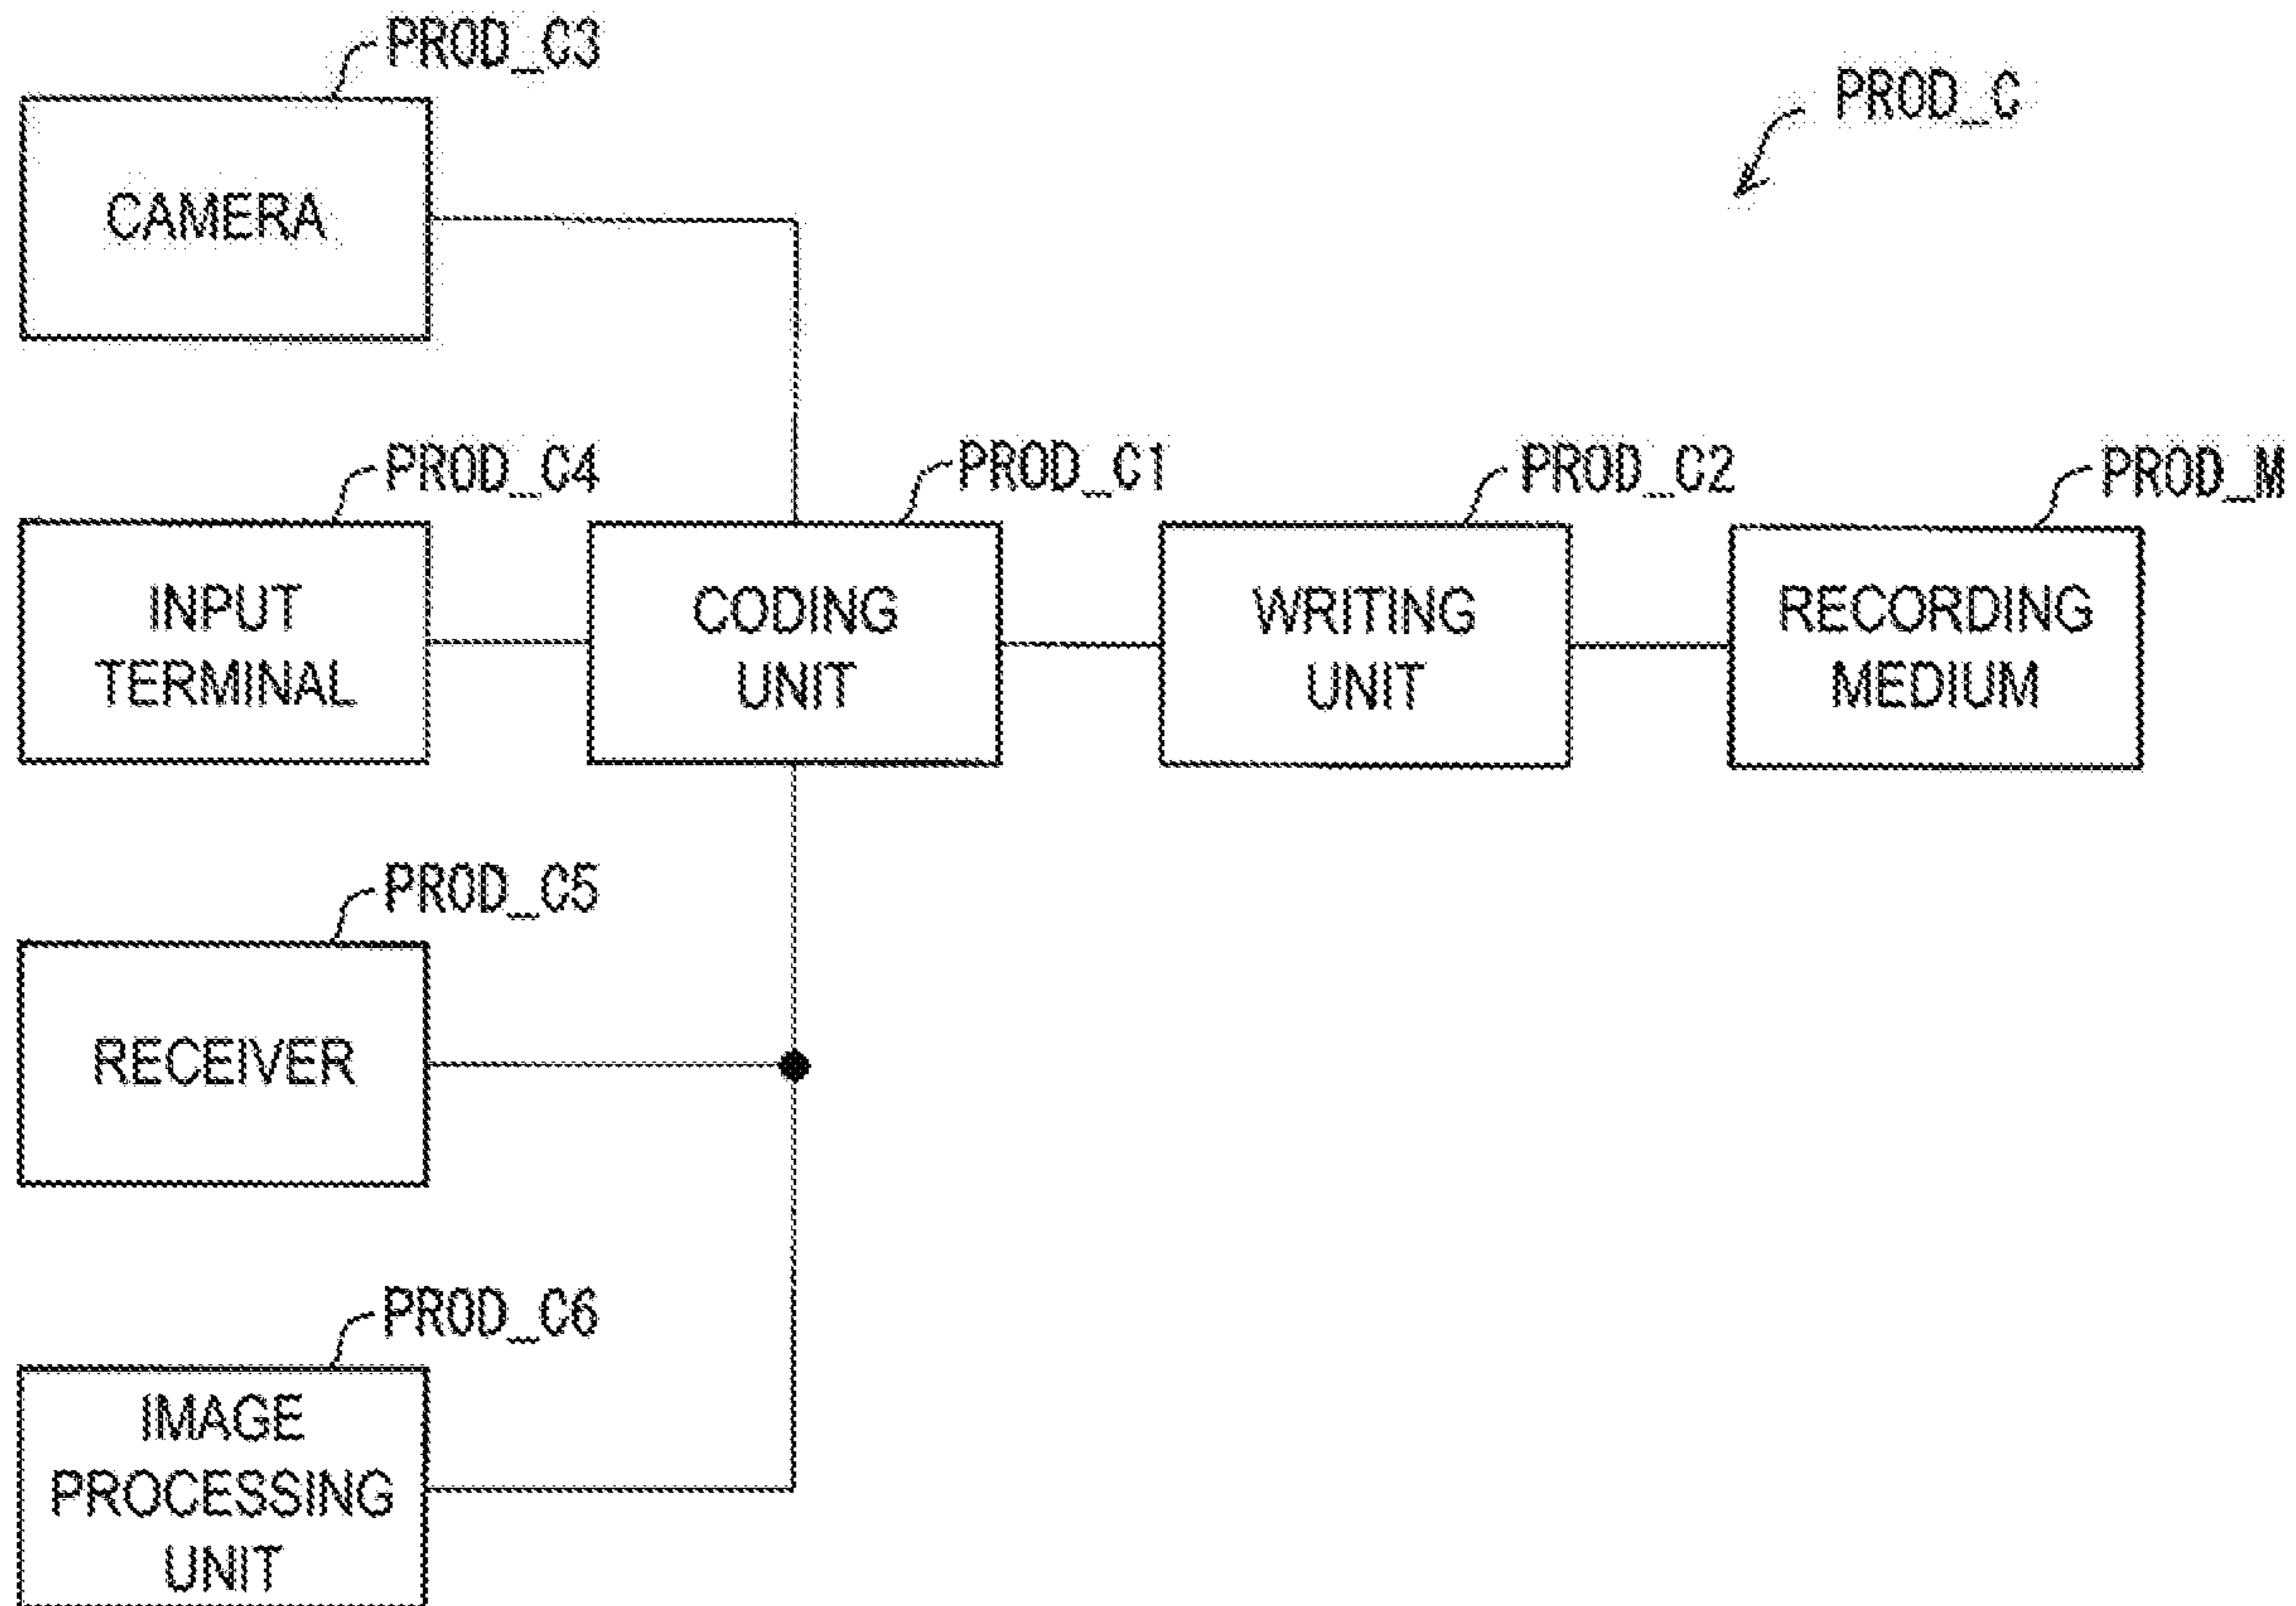 PROD_C3
PROD_C
CAMERA
PROD_C4
PROD_C1
PROD_C2
PROD_M
INPUT
TERMINAL
CODING
UNIT
WRITING
UNIT
RECORDING
MEDIUM
PROD_C5
RECEIVER
PROD_C6
IMAGE
PROCESSING
UNIT